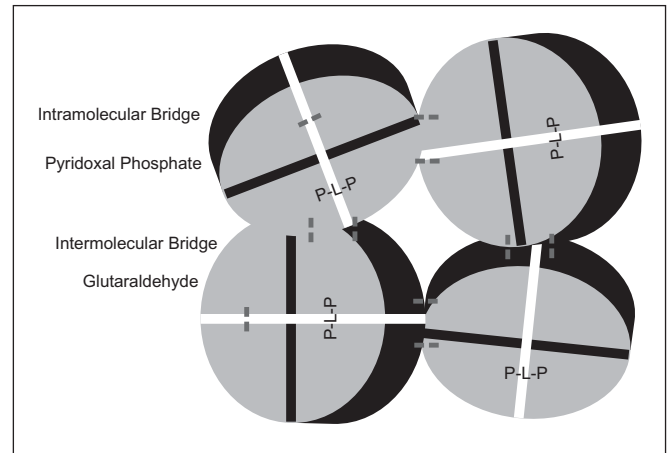 Intramolecular Bridge
Pyridoxal Phosphate
Intermolecular Bridge
Glutaraldehyde
P-L-P
P-L-P
P-L-P
P-L-P